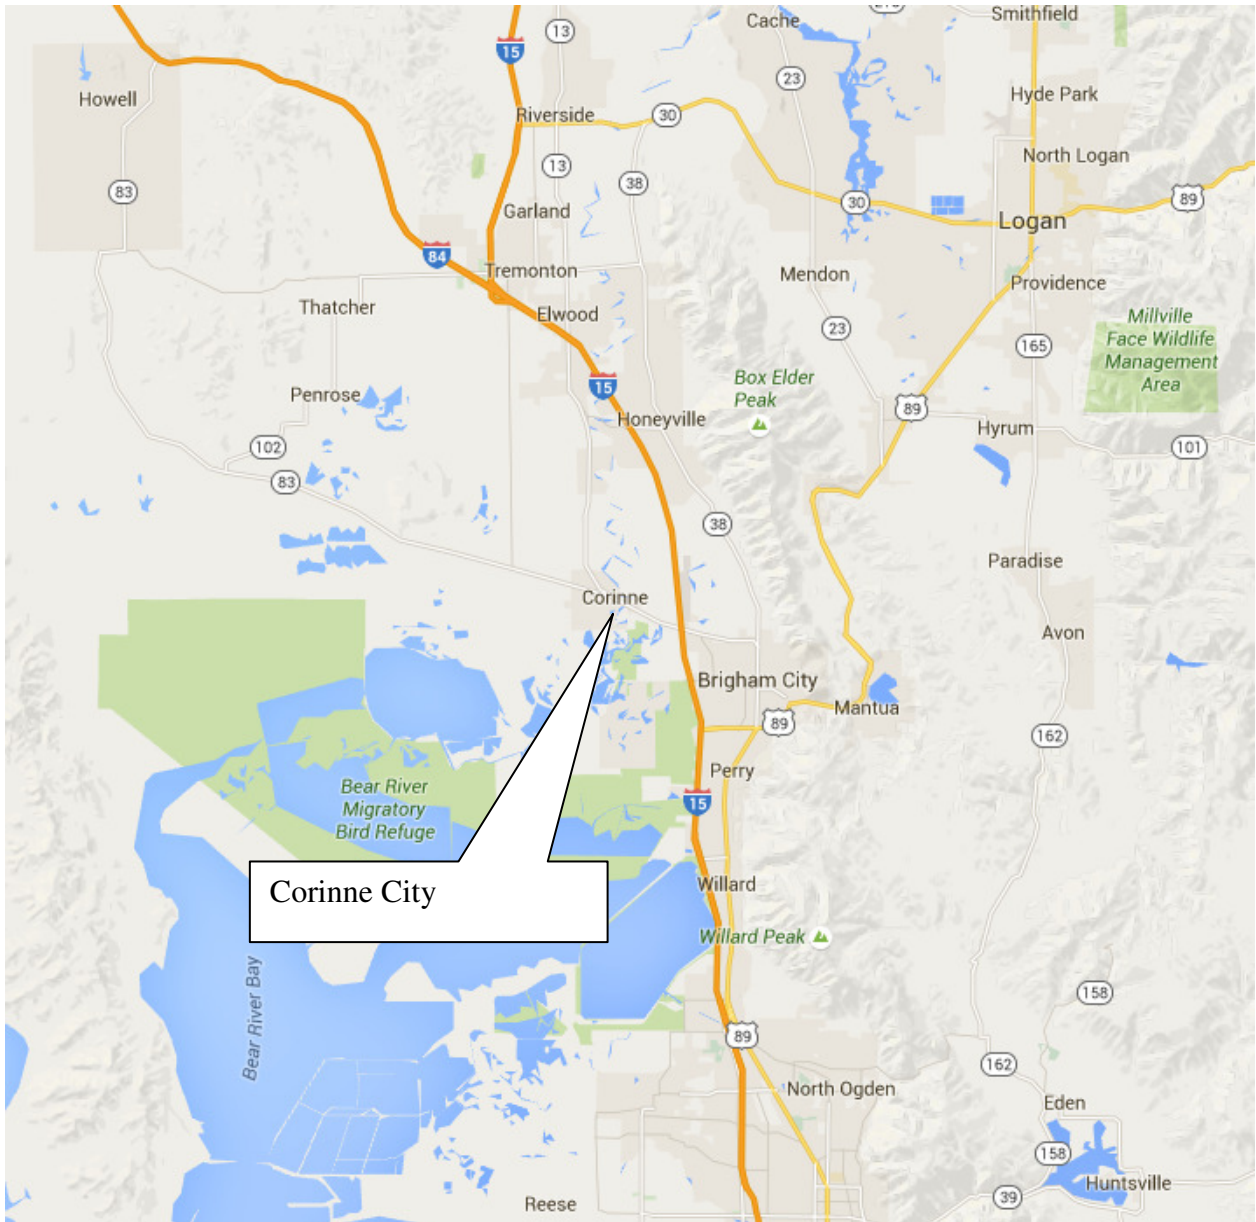 Cache
Smithfield
13
15
23
Howell
Hyde Park
Riverside
30
North Logan
13
38
83
89
30
Garland
Logan
84
Tremonton
Mendon
Providence
Thatcher
Elwood
Millville
Face Wildlife
Management
Area
23
165
Box Elder
Peak
15
Penrose
89
Honeyville
Hyrum
102
101
83
38
Paradise
Corinne
Avon
Brigham City
Mantua
89
162
Perry
Bear River
Migratory
Bird Refuge
15
Corinne City
Willard
Willard Peak
Bear River Bay
158
89
162
North Ogden
Eden
158
Huntsville
39
Reese